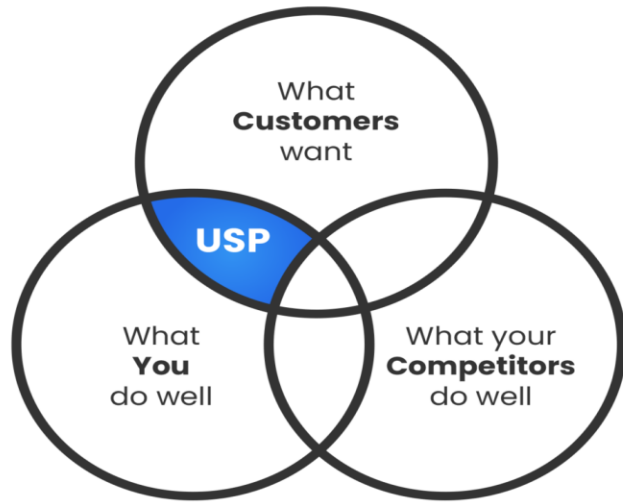 What
Customers
want
USP
What
You
do well
What your
Competitors
do well